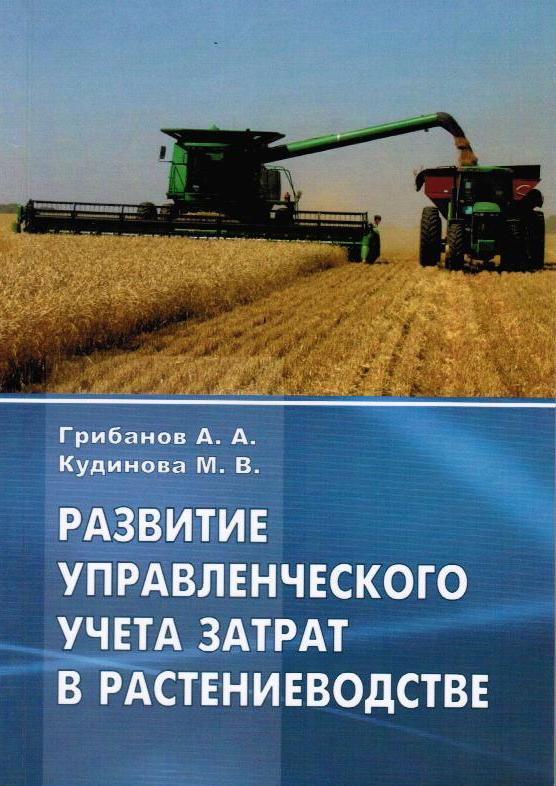 Грибанов А. А.
Кудинова М. В.
РАЗВИТИЕ
УПРАВЛЕНЧЕСКОГО
УЧЕТА ЗАТРАТ
В РАСТЕНИЕВОДСТВЕ